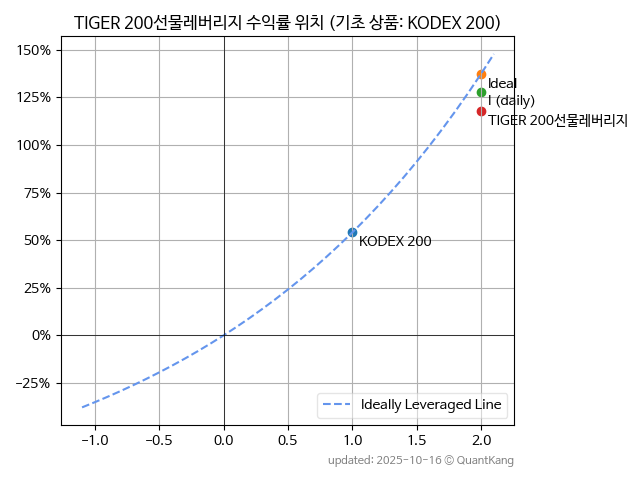 TIGER 200선물레버리지 수익률 위치 (기초 상품: KODEX 200)
150%
125%
100%
75%
50%
25%
0%
−25%
Ideal
I (daily)
TIGER 200선물레버리지
KODEX 200
Ideally Leveraged Line
−1.0 −0.5 0.0 0.5 1.0 1.5 2.0
updated: 2025-10-16 © QuantKang